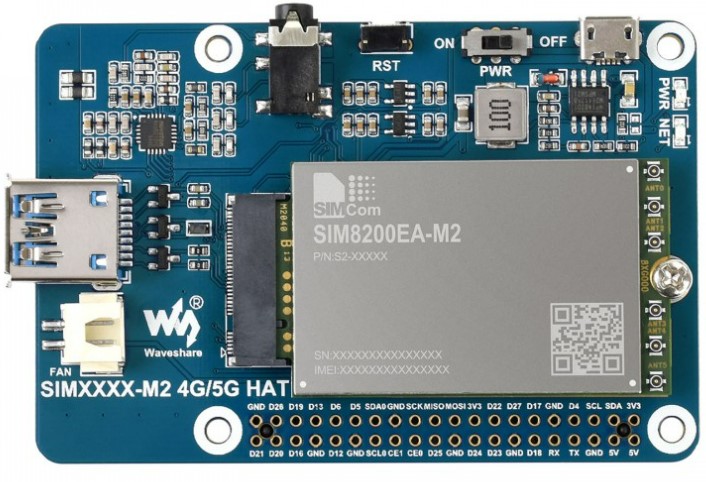 RST
ON
OFF
PWR
PWR
NET
100
SIMCom
SIM8200EA-M2
P/N:S2-XXXXX
ANT0
ANT1
M2040
B
13
Waveshare
SN:XXXXXXXXXXXXXXX
IMEI:XXXXXXXXXXXXXXX
ANT4
ANT5
FAN
SIMXXXX-M2 4G/5G HAT
GND D26 D19 D13 D6 D5 SDA0 GND SCK MISO MOSI 3V3 D22 D27 D17 GND D4 SCL SDA 3V3
D21 D20 D16 GND D12 GND SCL0 CE1 CE0 D25 GND D24 D23 GND D18 RX TX GND 5V 5V